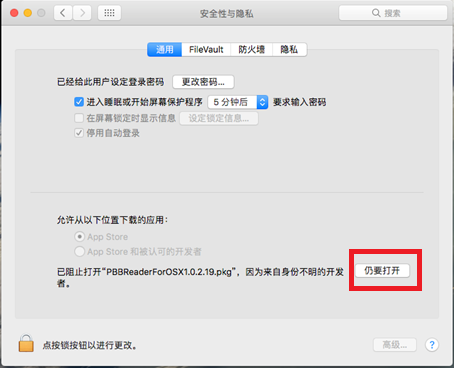 安全性与隐私
搜索
通用 FileVault 防火墙 隐私
已经给此用户设定登录密码 更改密码...
进入睡眠或开始屏幕保护程序 5 分钟后 要求输入密码
在屏幕锁定时显示信息 设定锁定信息...
停用自动登录
允许从以下位置下载的应用：
App Store
App Store 和被认可的开发者
已阻止打开“PBBReaderForOSX1.0.2.19.pkg”，因为来自身份不明的开发 仍要打开
者。
点按锁按钮以进行更改。 高级... ?